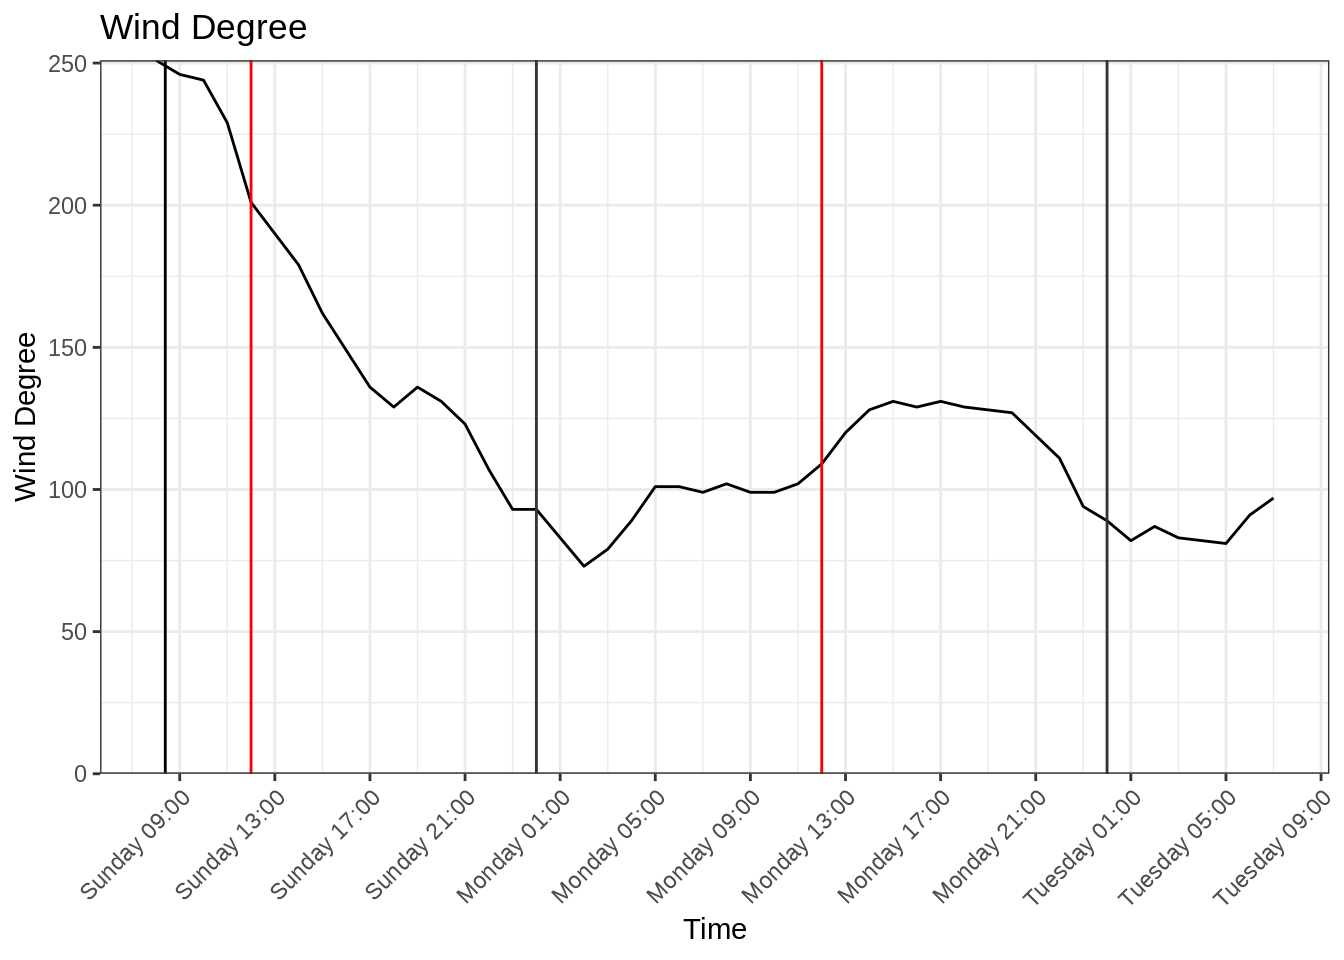 Wind Degree
Wind Degree
250
200
150
100
50
0
Sunday 09:00
Sunday 13:00
Sunday 17:00
Sunday 21:00
Monday 01:00
Monday 05:00
Monday 09:00
Monday 13:00
Monday 17:00
Monday 21:00
Tuesday 01:00
Tuesday 05:00
Tuesday 09:00
Time